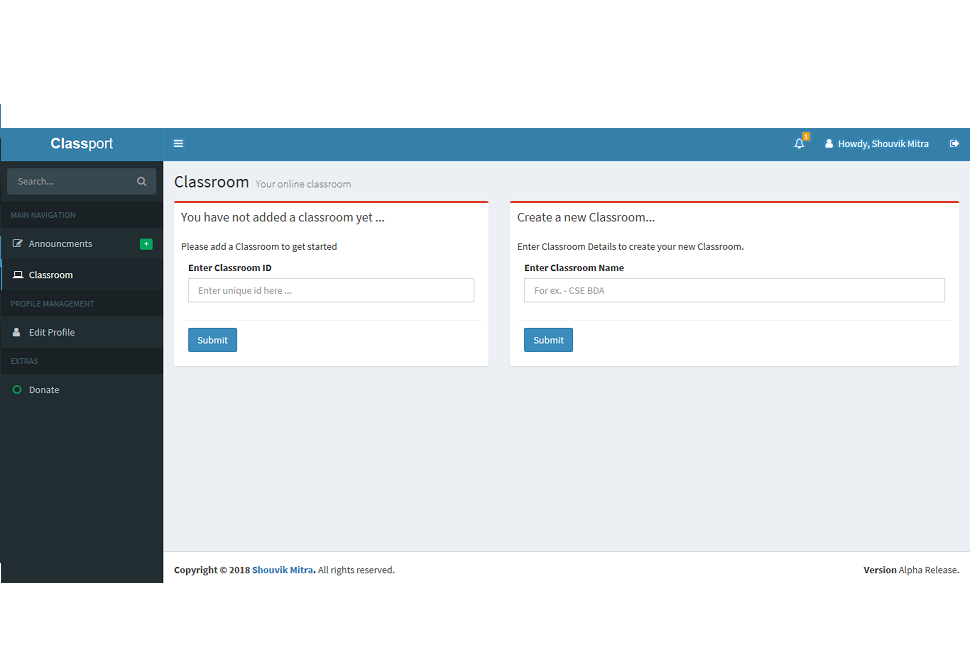 Classport
1
Howdy, Shouvik Mitra
Search...
MAIN NAVIGATION
Announcments
+
Classroom
PROFILE MANAGEMENT
Edit Profile
EXTRAS
Donate
Classroom Your online classroom
You have not added a classroom yet ...
Please add a Classroom to get started
Enter Classroom ID
Enter unique id here ...
Submit
Create a new Classroom...
Enter Classroom Details to create your new Classroom.
Enter Classroom Name
For ex. - CSE BDA
Submit
Copyright © 2018 Shouvik Mitra. All rights reserved.
Version Alpha Release.